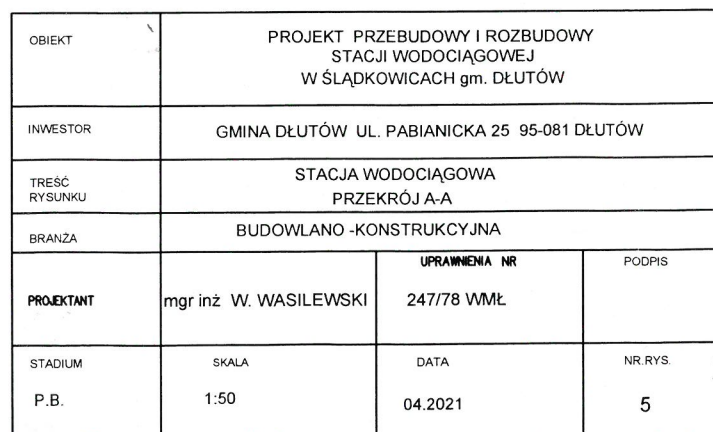 OBIEKT
PROJEKT PRZEBUDOWY I ROZBUDOWY
STACJI WODOCIĄGOWEJ
W ŚLĄDKOWICACH gm. DŁUTÓW
INWESTOR
GMINA DŁUTÓW UL. PABIANICKA 25 95-081 DŁUTÓW
TREŚĆ
RYSUNKU
STACJA WODOCIĄGOWA
PRZEKRÓJ A-A
BRANŻA
BUDOWLANO -KONSTRUKCYJNA
PROJEKTANT
mgr inż W. WASILEWSKI
UPRAWNIENIA NR
247/78 WMŁ
PODPIS
STADIUM
P.B.
SKALA
1:50
DATA
04.2021
NR.RYS.
5